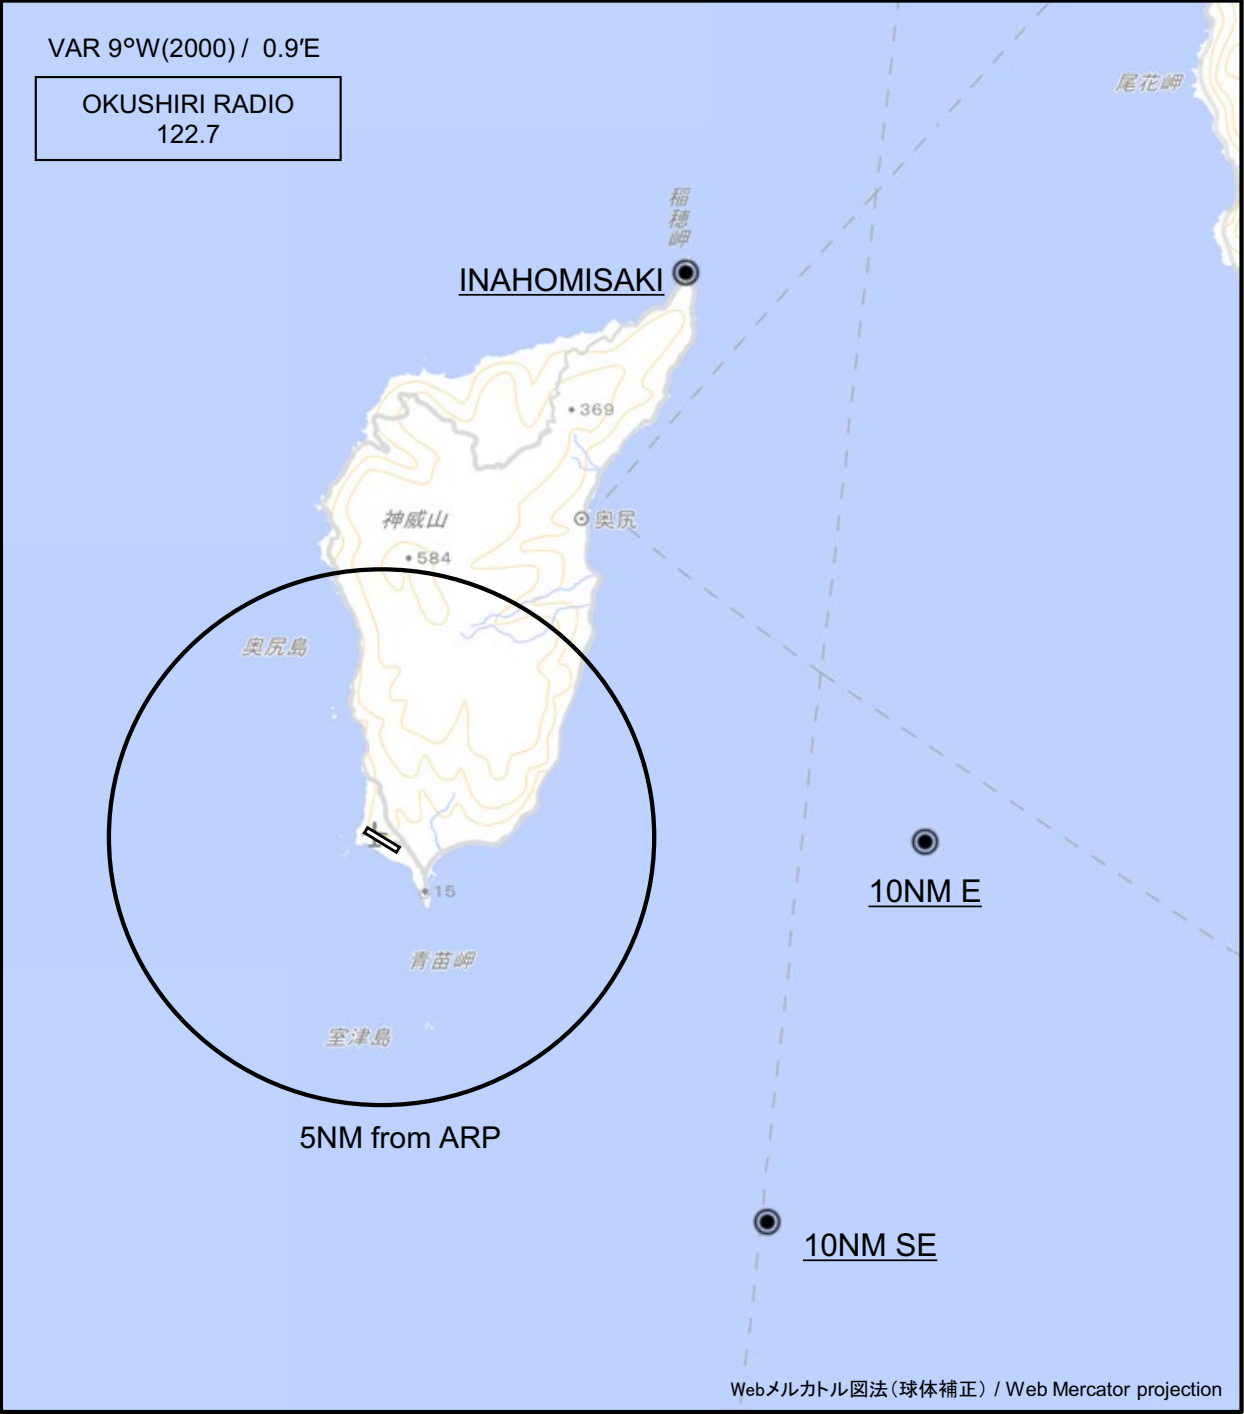 VAR 9°W(2000) / 0.9′E
OKUSHIRI RADIO
122.7
尾花岬
稲穂岬
INAHOMISAKI
369
神威山
奥尻
584
奥尻島
10NM E
15
青苗岬
室津島
5NM from ARP
10NM SE
Webメルカトル図法（球体補正） / Web Mercator projection